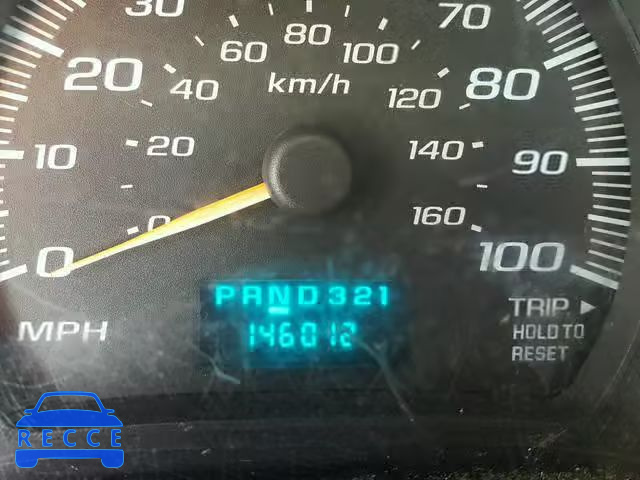 30 70
60 80 100
20 km/h 80
40 120
10 20 140 90
0 160
0 100
PRND321
MPH 146012 TRIP ▶
HOLD TO
RESET
RECCE